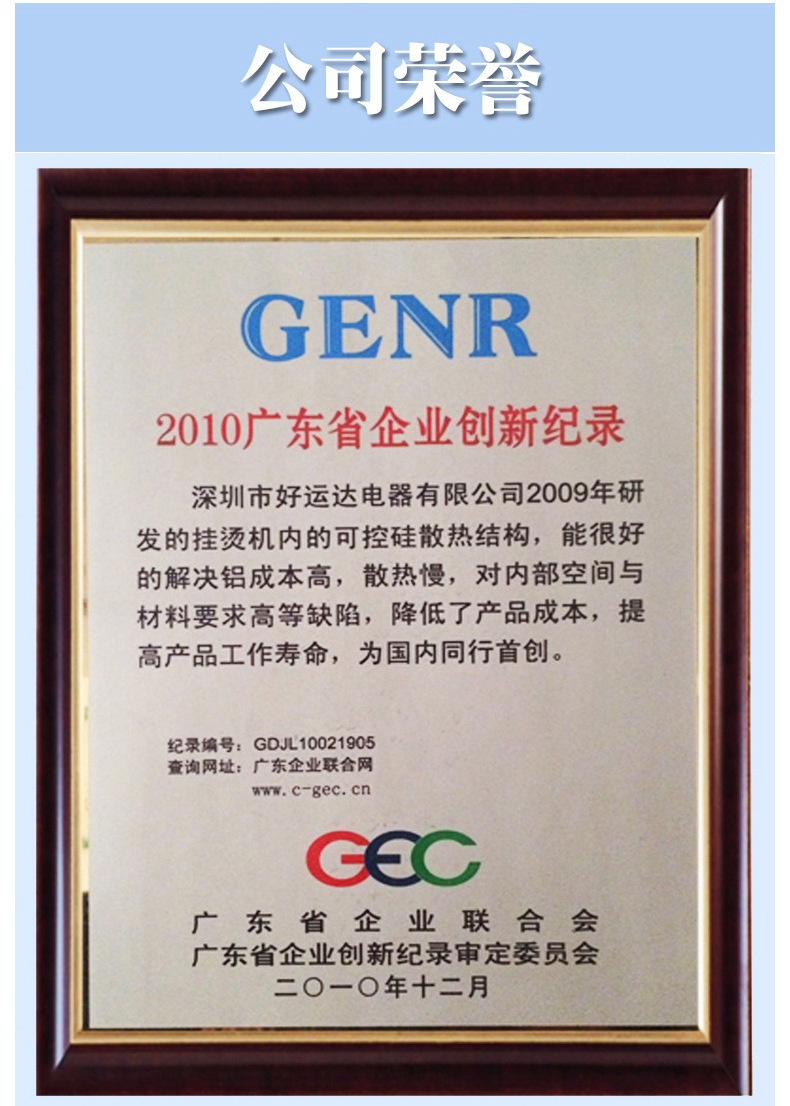 公司荣誉
GENR
2010广东省企业创新纪录
深圳市好运达电器有限公司2009年研
发的挂烫机内的可控硅散热结构，能很好
的解决铝成本高，散热慢，对内部空间与
材料要求高等缺陷，降低了产品成本，提
高产品工作寿命，为国内同行首创。
纪录编号：GDJL10021905
查询网址：广东企业联合网
www.c-gec.cn
GEC
广东省企业联合会
广东省企业创新纪录审定委员会
二〇一〇年十二月